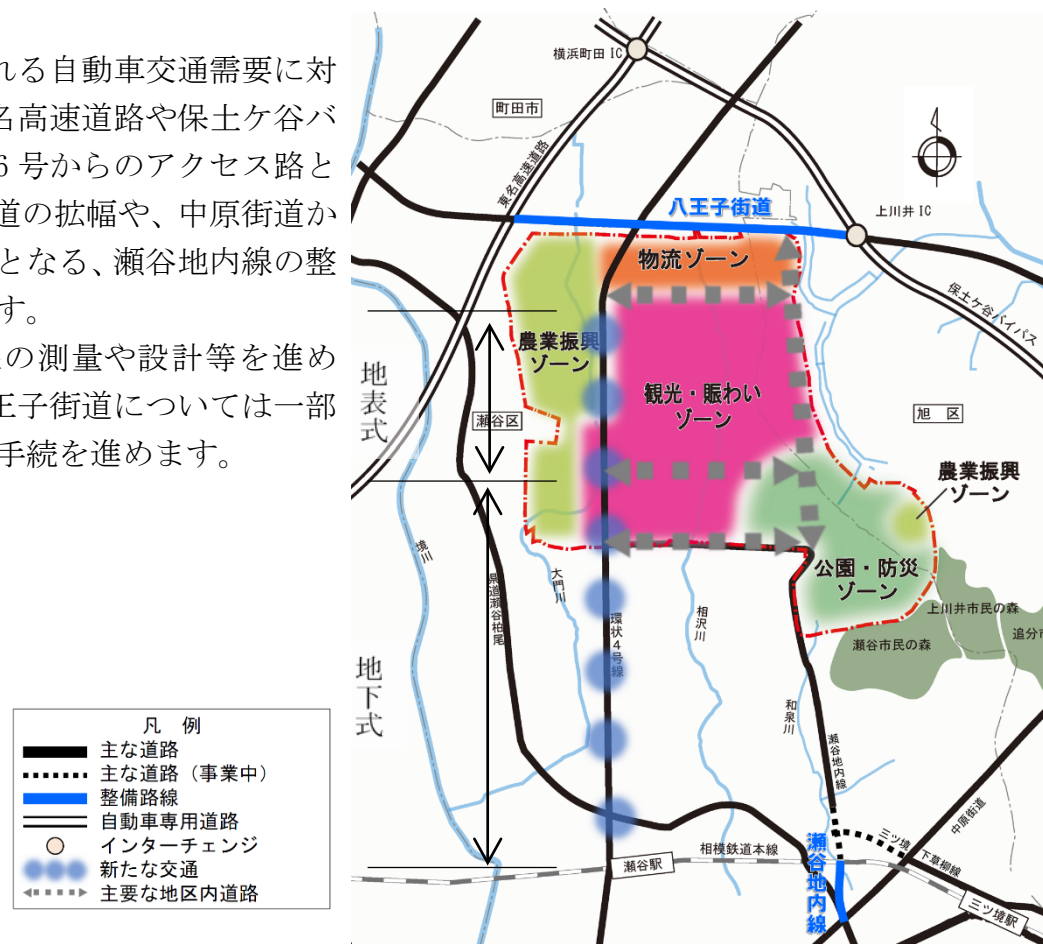 れる自動車交通需要に対
名高速道路や保土ケ谷バ
6号からのアクセス路と
道の拡幅や、中原街道か
となる、瀬谷地内線の整
す。
の測量や設計等を進め
王子街道については一部
手続を進めます。
横浜町田 IC
町田市
東名高速道路
八王子街道
上川井 IC
物流ゾーン
保土ケ谷バイパス
農業振興
ゾーン
地表式
瀬谷区
観光・賑わい
ゾーン
旭 区
農業振興
ゾーン
境川
大門川
県道瀬谷柏尾
環状4号線
相沢川
公園・防災
ゾーン
上川井市民の森
追分
瀬谷市民の森
地下式
和泉川
瀬谷地内線
中原街道
三ツ境
下草柳線
相模鉄道本線
瀬谷駅
瀬谷地内線
三ツ境駅
凡 例
主な道路
主な道路（事業中）
整備路線
自動車専用道路
インターチェンジ
新たな交通
主要な地区内道路